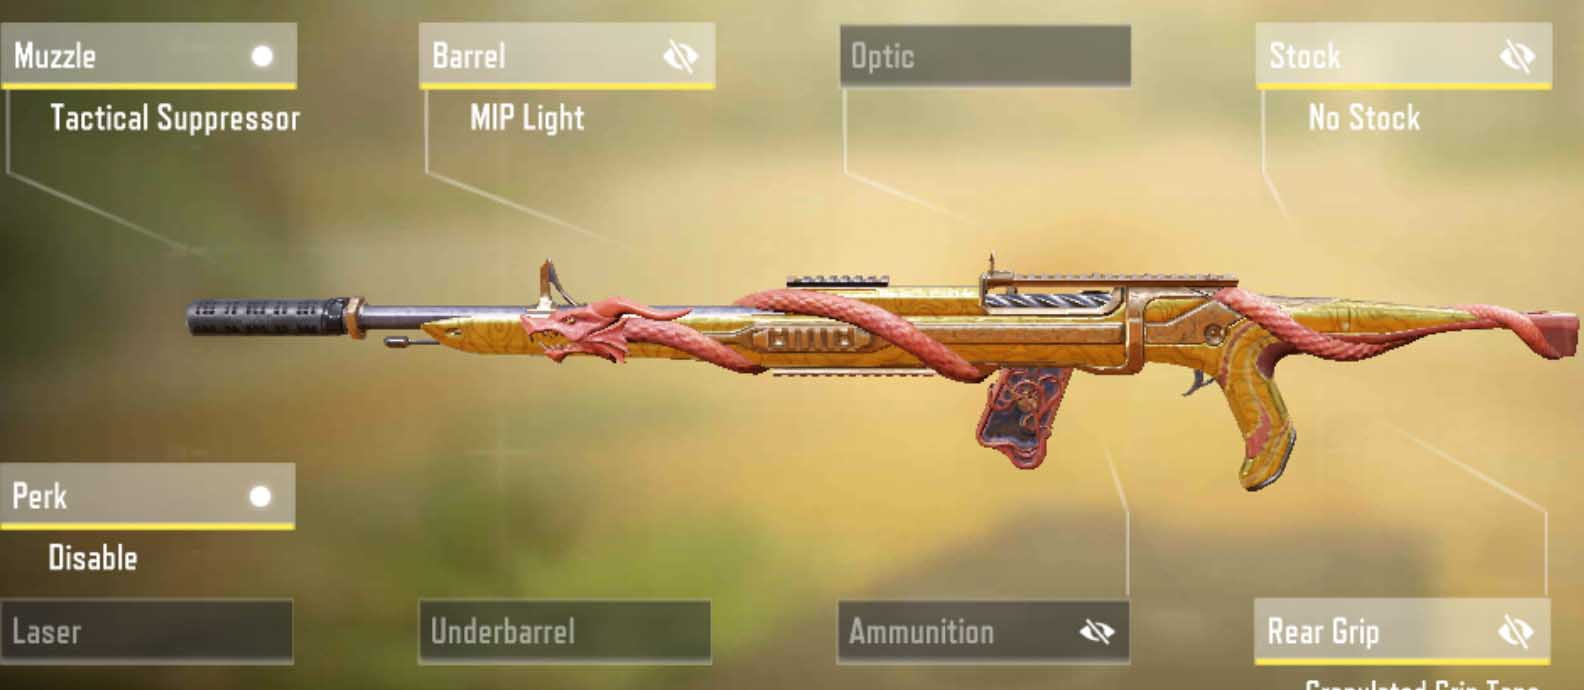 Muzzle
Barrel
Optic
Stock
Tactical Suppressor
MIP Light
No Stock
Perk
Disable
Laser
Underbarrel
Ammunition
Rear Grip